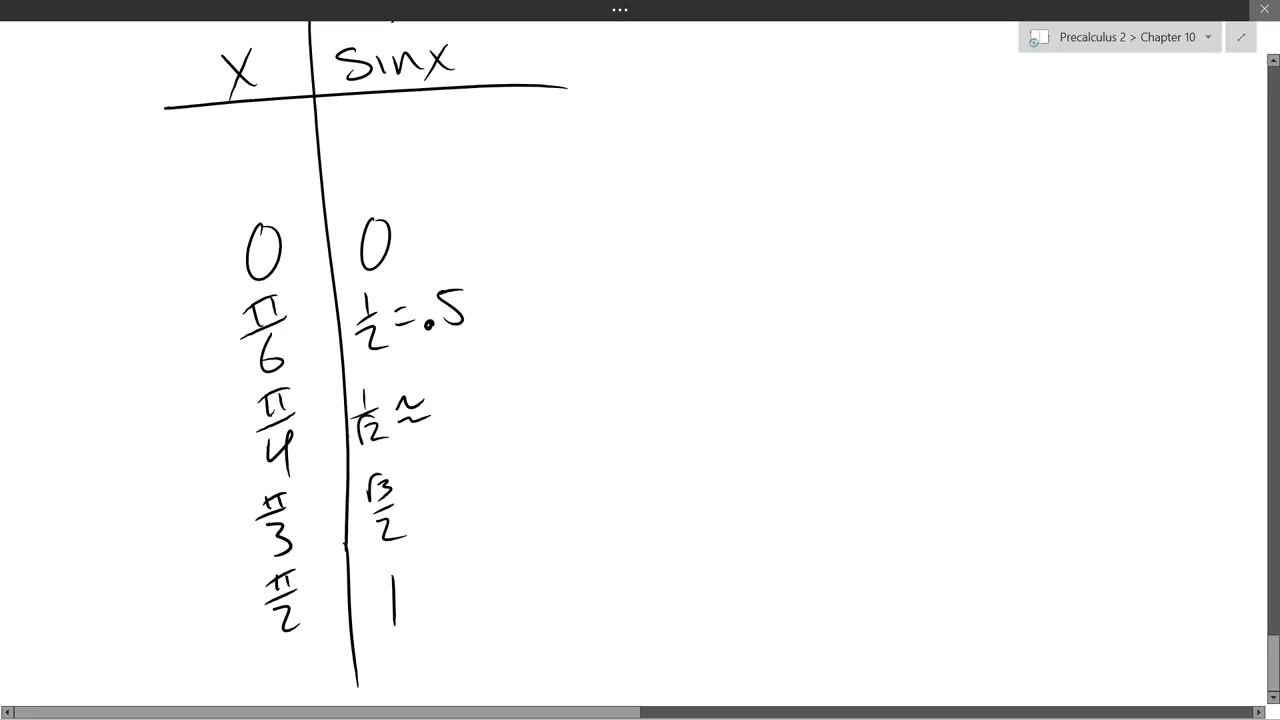 ...
Precalculus 2 > Chapter 10
x sinx
0 0
π/6 1/2 = .5
π/4 1/√2 ≈
π/3 √3/2
π/2 1